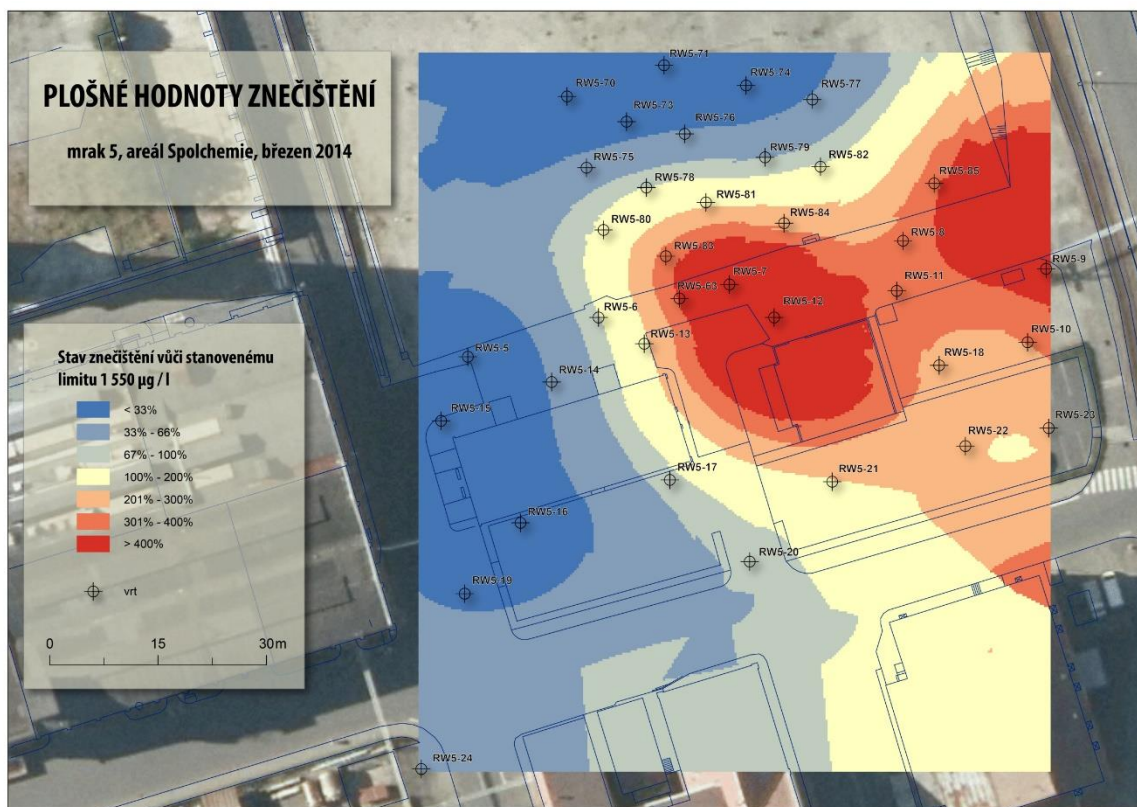 PLOŠNÉ HODNOTY ZNEČIŠTĚNÍ
mrak 5, areál Spolchemie, březen 2014
RW5-71
RW5-70
RW5-74
RW5-77
RW5-73
RW5-76
RW5-79
RW5-82
RW5-75
RW5-78
RW5-85
RW5-81
RW5-80
RW5-84
RW5-8
RW5-83
RW5-9
RW5-7
RW5-63
RW5-11
RW5-6
RW5-12
RW5-13
RW5-10
RW5-5
RW5-18
RW5-14
RW5-15
RW5-23
RW5-22
RW5-17
RW5-21
RW5-16
RW5-20
RW5-19
RW5-24
Stav znečištění vůči stanovenému
limitu 1 550 µg / l
< 33%
33% - 66%
67% - 100%
100% - 200%
201% - 300%
301% - 400%
> 400%
vrt
0 15 30 m